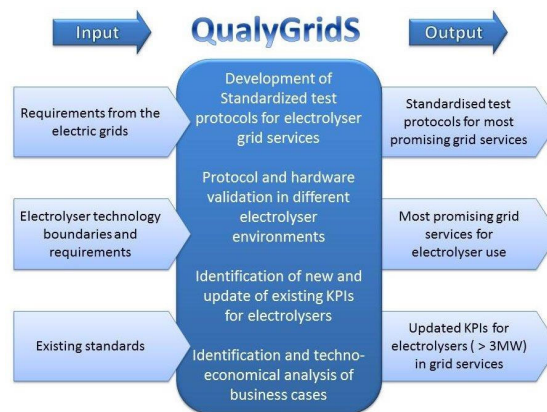 Input
QualyGridS
Output
Requirements from the
electric grids
Electrolyser technology
boundaries and
requirements
Existing standards
Development of
Standardized test
protocols for electrolyser
grid services
Protocol and hardware
validation in different
electrolyser
environments
Identification of new and
update of existing KPIs
for electrolysers
Identification and techno-
economical analysis of
business cases
Standardised test
protocols for most
promising grid services
Most promising grid
services for
electrolyser use
Updated KPIs for
electrolysers ( > 3MW)
in grid services